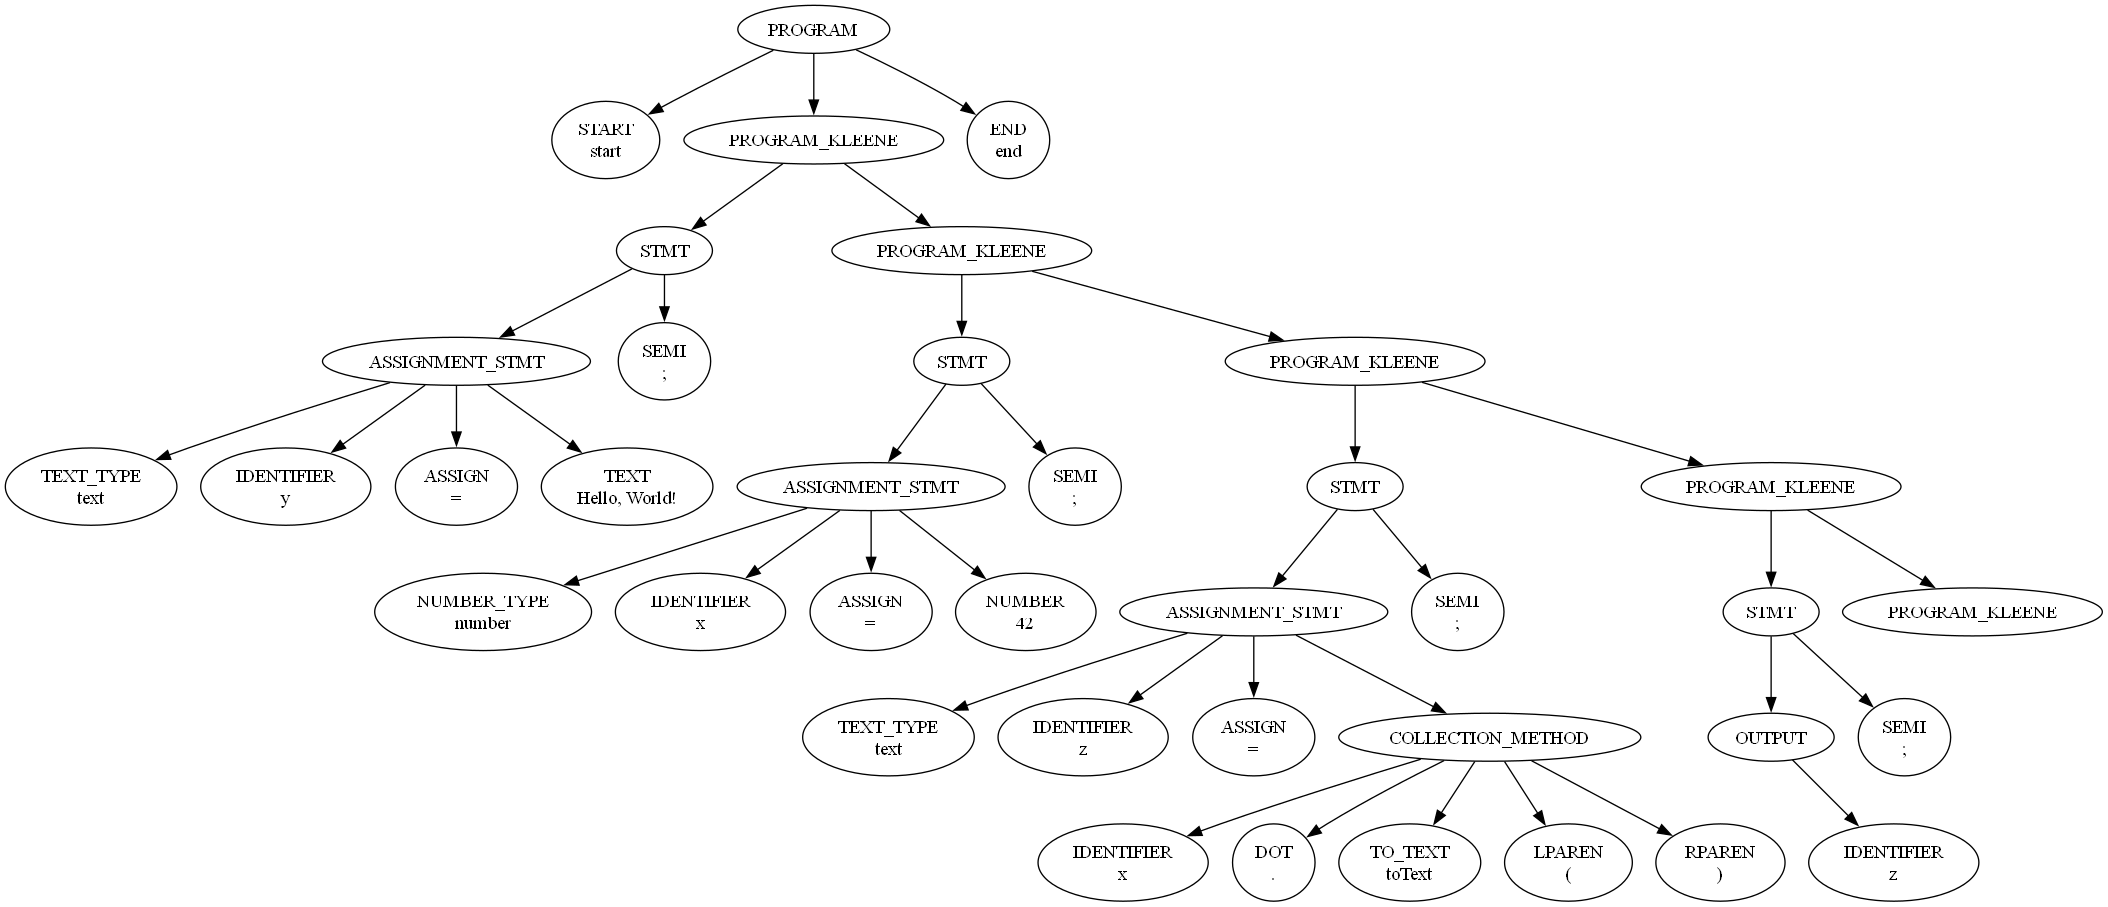 PROGRAM
START
start
PROGRAM_KLEENE
END
end
STMT
PROGRAM_KLEENE
ASSIGNMENT_STMT
SEMI
;
STMT
PROGRAM_KLEENE
TEXT_TYPE
text
IDENTIFIER
y
ASSIGN
=
TEXT
Hello, World!
ASSIGNMENT_STMT
SEMI
;
STMT
PROGRAM_KLEENE
NUMBER_TYPE
number
IDENTIFIER
x
ASSIGN
=
NUMBER
42
ASSIGNMENT_STMT
SEMI
;
STMT
PROGRAM_KLEENE
TEXT_TYPE
text
IDENTIFIER
z
ASSIGN
=
COLLECTION_METHOD
OUTPUT
SEMI
;
IDENTIFIER
x
DOT
.
TO_TEXT
toText
LPAREN
(
RPAREN
)
IDENTIFIER
z